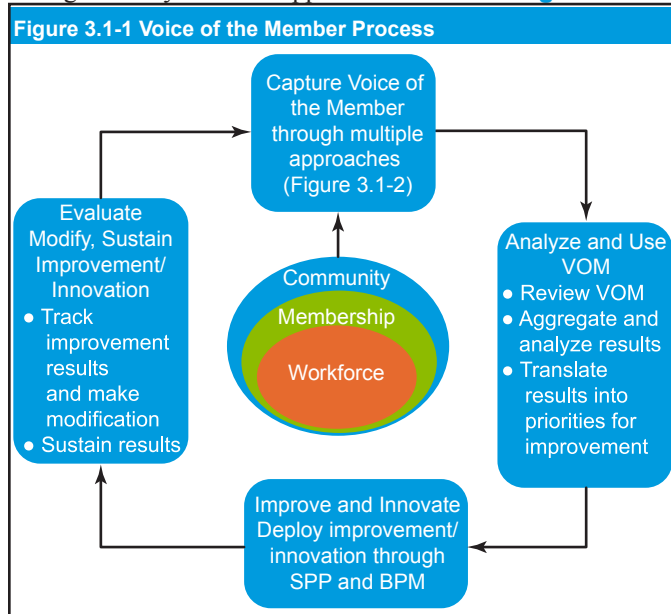 Figure 3.1-1 Voice of the Member Process
Capture Voice of
the Member
through multiple
approaches
(Figure 3.1-2)
Evaluate
Modify, Sustain
Improvement/
Innovation
● Track
improvement
results
and make
modification
● Sustain results
Community
Membership
Workforce
Analyze and Use
VOM
● Review VOM
● Aggregate and
analyze results
● Translate
results into
priorities for
improvement
Improve and Innovate
Deploy improvement/
innovation through
SPP and BPM